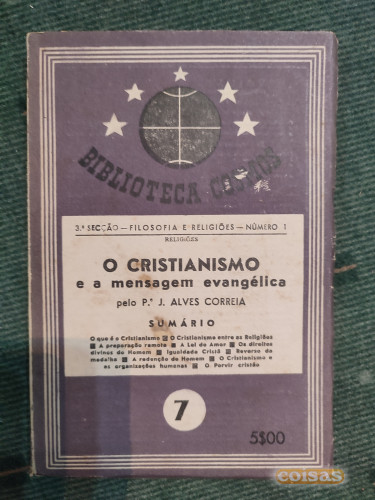 BIBLIOTECA COSMOS
3.ª SECÇÃO — FILOSOFIA E RELIGIÕES — NÚMERO 1
RELIGIÕES
O CRISTIANISMO
e a mensagem evangélica
pelo P.e J. ALVES CORREIA
SUMÁRIO
O que é o Cristianismo ■ O Cristianismo entre as Religiões
■ A preparação remota ■ A Lei do Amor ■ Os direitos
divinos do Homem ■ Igualdade Cristã ■ Reverso da
medalha ■ A redenção do Homem ■ O Cristianismo e
as organizações humanas ■ O Porvir cristão
7
5$00
coisas